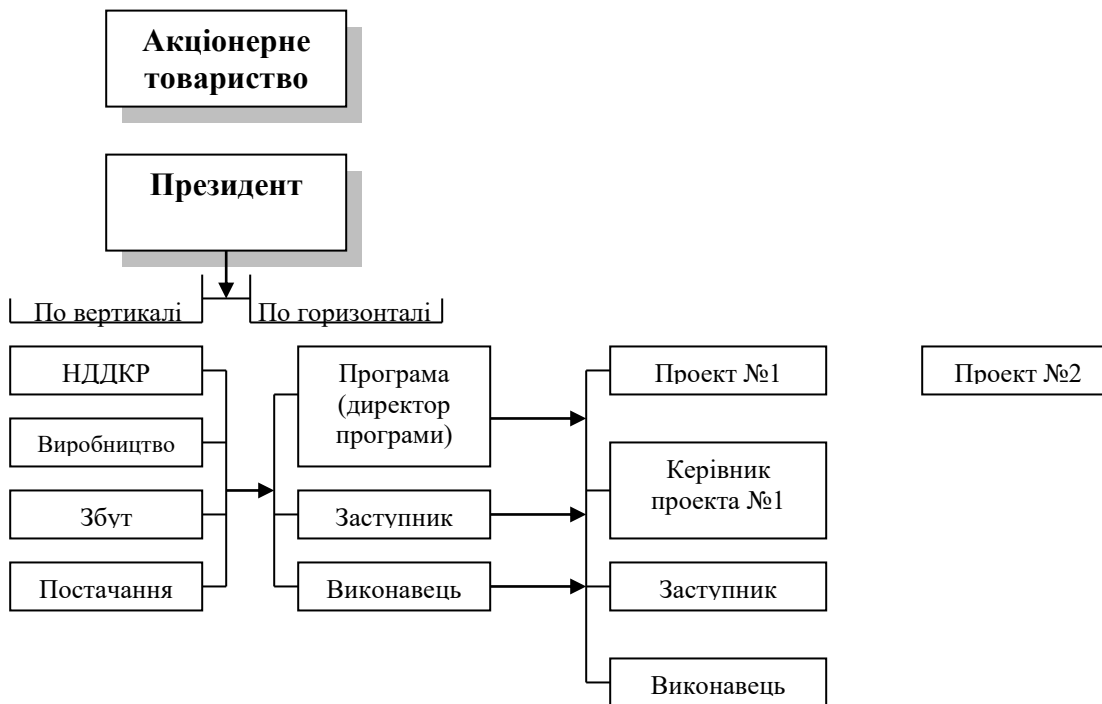 Акціонерне
товариство
Президент
По вертикалі
По горизонталі
НДДКР
Виробництво
Збут
Постачання
Програма
(директор
програми)
Заступник
Виконавець
Проект №1
Керівник
проекта №1
Заступник
Виконавець
Проект №2